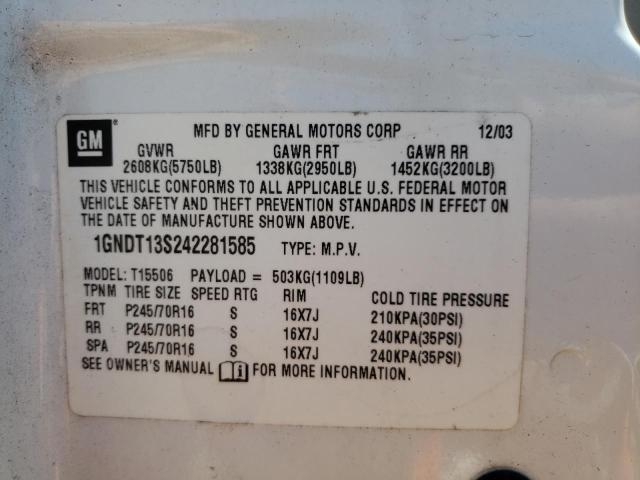 GM ® MFD BY GENERAL MOTORS CORP 12/03
GVWR GAWR FRT GAWR RR
2608KG(5750LB) 1338KG(2950LB) 1452KG(3200LB)
THIS VEHICLE CONFORMS TO ALL APPLICABLE U.S. FEDERAL MOTOR
VEHICLE SAFETY AND THEFT PREVENTION STANDARDS IN EFFECT ON
THE DATE OF MANUFACTURE SHOWN ABOVE.
1GNDT13S242281585 TYPE: M.P.V.
MODEL: T15506 PAYLOAD = 503KG(1109LB)
TPNM TIRE SIZE SPEED RTG RIM COLD TIRE PRESSURE
FRT P245/70R16 S 16X7J 210KPA(30PSI)
RR P245/70R16 S 16X7J 240KPA(35PSI)
SPA P245/70R16 S 16X7J 240KPA(35PSI)
SEE OWNER'S MANUAL FOR MORE INFORMATION.